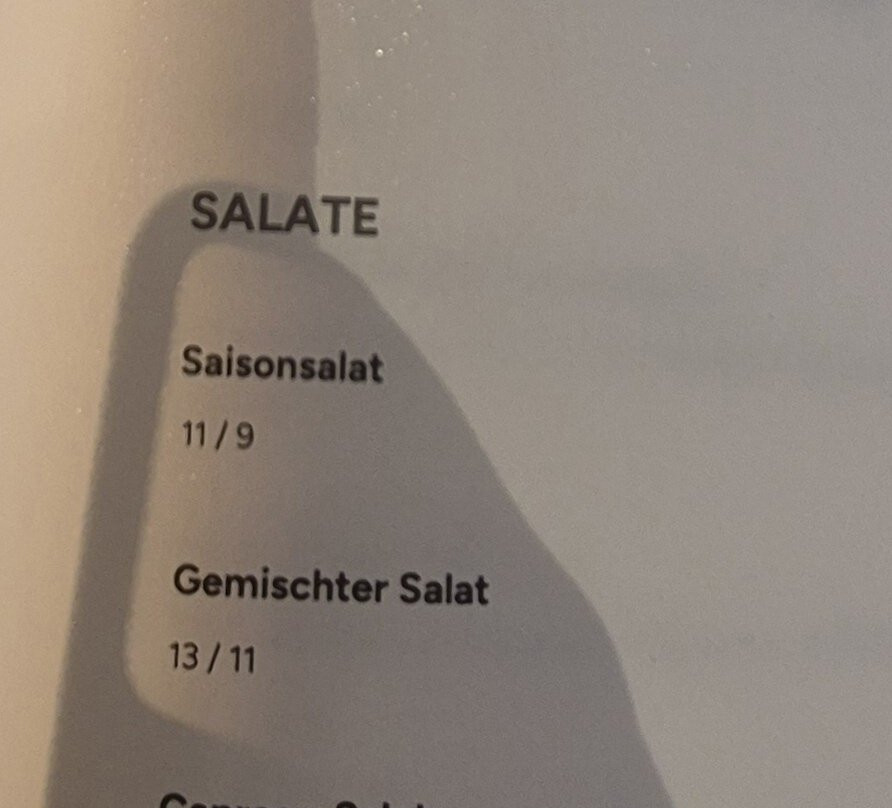 SALATE
Saisonsalat
11 / 9
Gemischter Salat
13 / 11